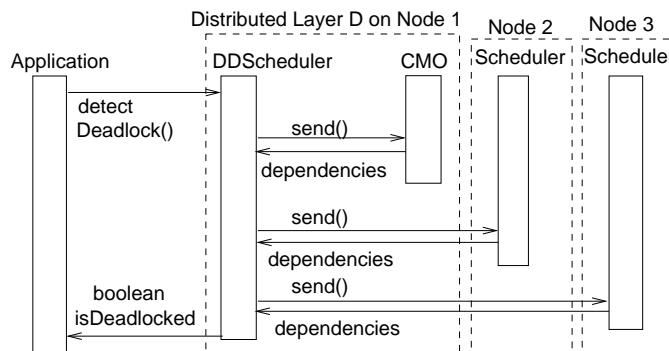 Distributed Layer D on Node 1
Node 2
Node 3
Application
DDScheduler
CMO
Scheduler
Scheduler
detect
Deadlock()
send()
dependencies
send()
dependencies
send()
boolean
isDeadlocked
dependencies